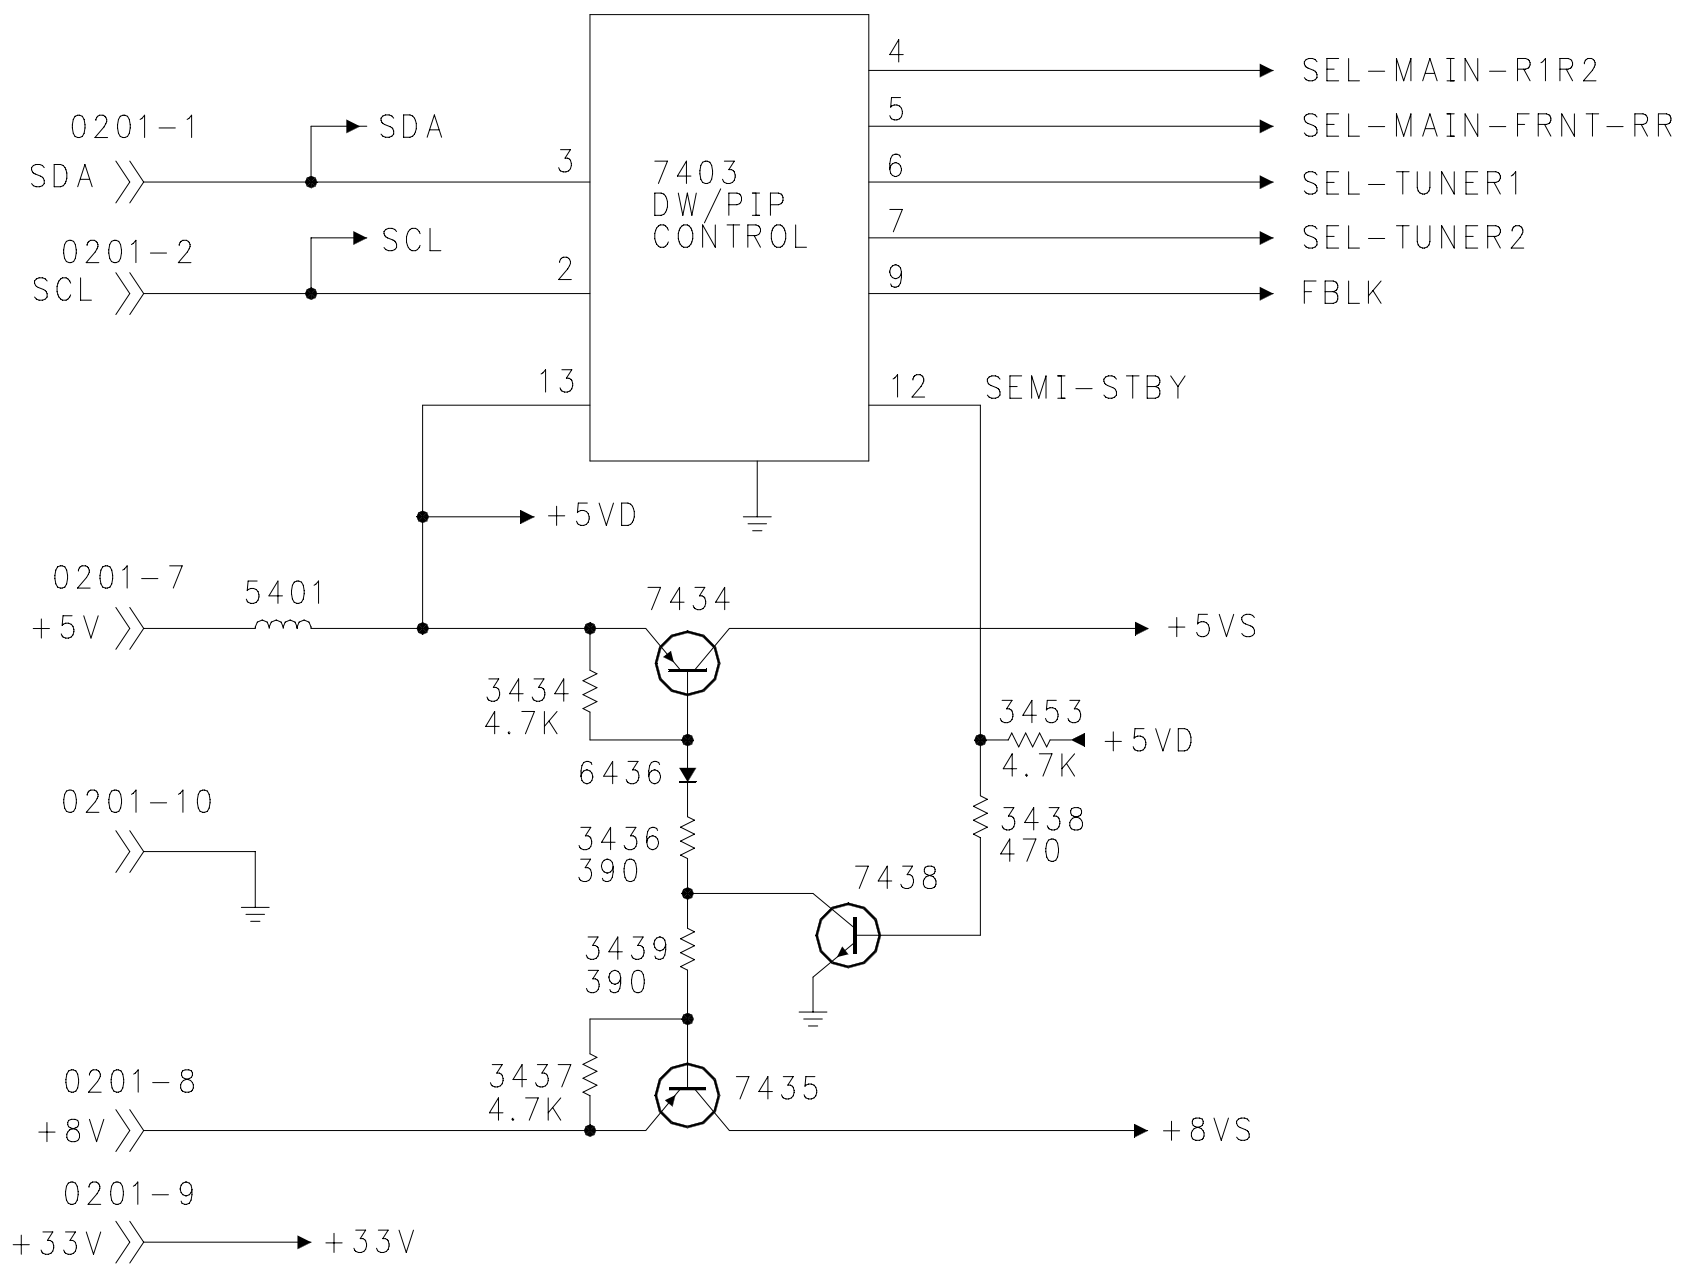 4
SEL-MAIN-R1R2
5
SEL-MAIN-FRNT-RR
0201-1
SDA
SDA
3
7403
DW/PIP
CONTROL
6
SEL-TUNER1
7
SEL-TUNER2
0201-2
SCL
SCL
2
9
FBLK
13
12
SEMI-STBY
+5VD
0201-7
5401
7434
+5V
+5VS
3434
4.7K
3453
+5VD
4.7K
6436
0201-10
3436
390
3438
470
7438
3439
390
0201-8
3437
4.7K
7435
+8V
+8VS
0201-9
+33V
+33V